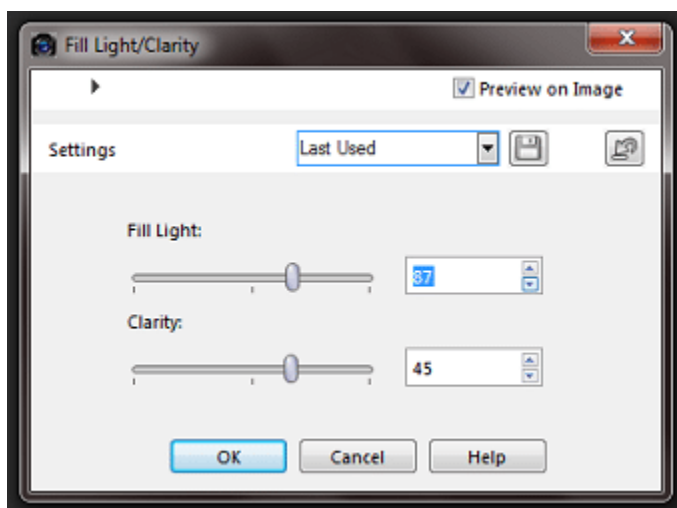 Fill Light/Clarity
Preview on Image
Settings
Last Used
Fill Light:
87
Clarity:
45
OK
Cancel
Help